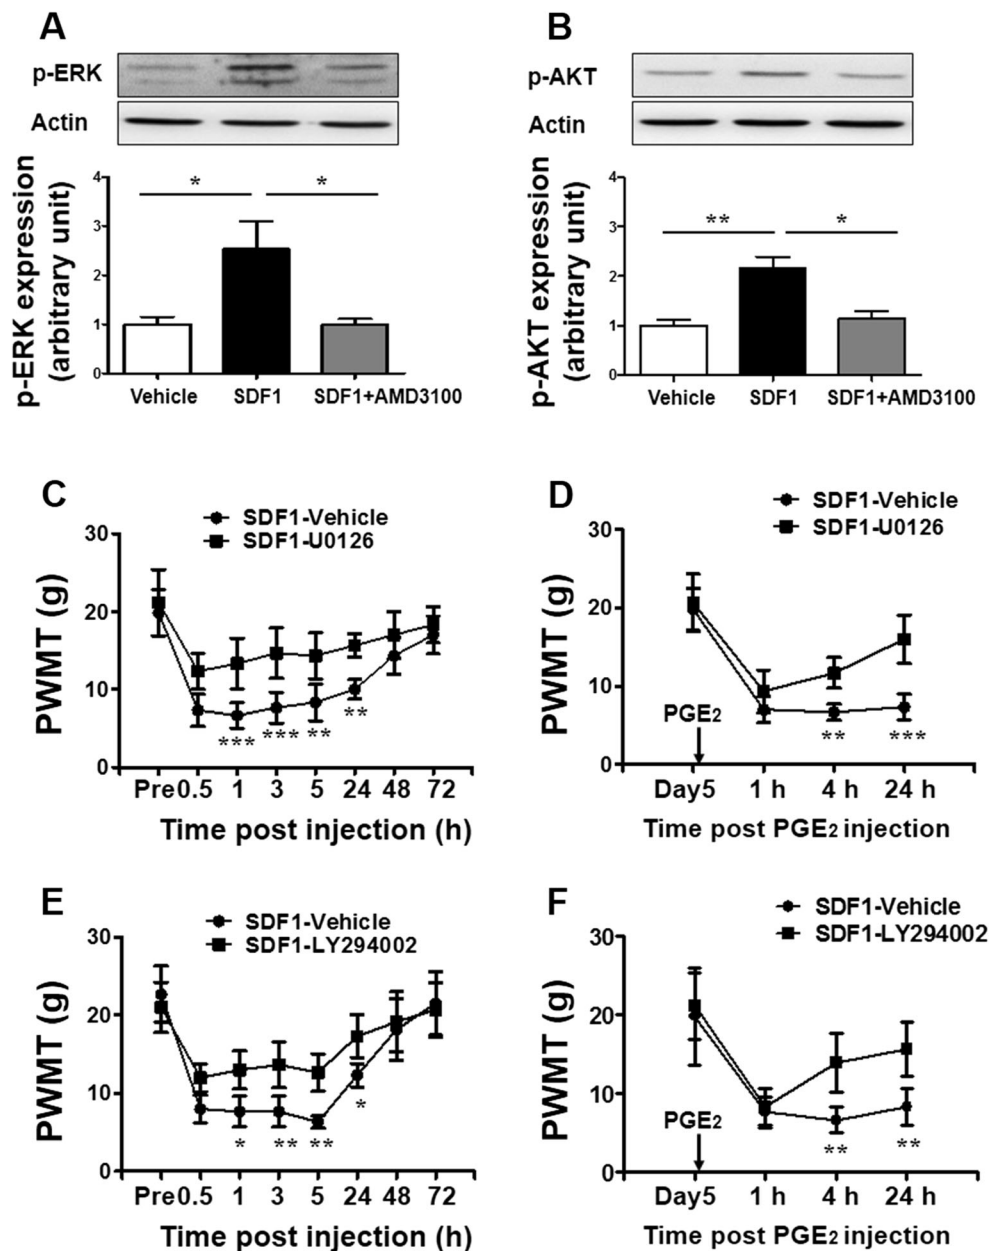 A
p-ERK
Actin
p-ERK expression
(arbitrary unit)
4
3
2
1
0
* *
Vehicle SDF1 SDF1+AMD3100
B
p-AKT
Actin
p-AKT expression
(arbitrary unit)
4
3
2
1
0
** *
Vehicle SDF1 SDF1+AMD3100
C
SDF1-Vehicle
SDF1-U0126
PWMT (g)
30
20
10
0
*** *** ** **
Pre 0.5 1 3 5 24 48 72
Time post injection (h)
D
SDF1-Vehicle
SDF1-U0126
PWMT (g)
30
20
10
0
PGE2
** ***
Day5 1 h 4 h 24 h
Time post PGE2 injection
E
SDF1-Vehicle
SDF1-LY294002
PWMT (g)
30
20
10
0
* ** ** *
Pre 0.5 1 3 5 24 48 72
Time post injection (h)
F
SDF1-Vehicle
SDF1-LY294002
PWMT (g)
30
20
10
0
PGE2
** **
Day5 1 h 4 h 24 h
Time post PGE2 injection